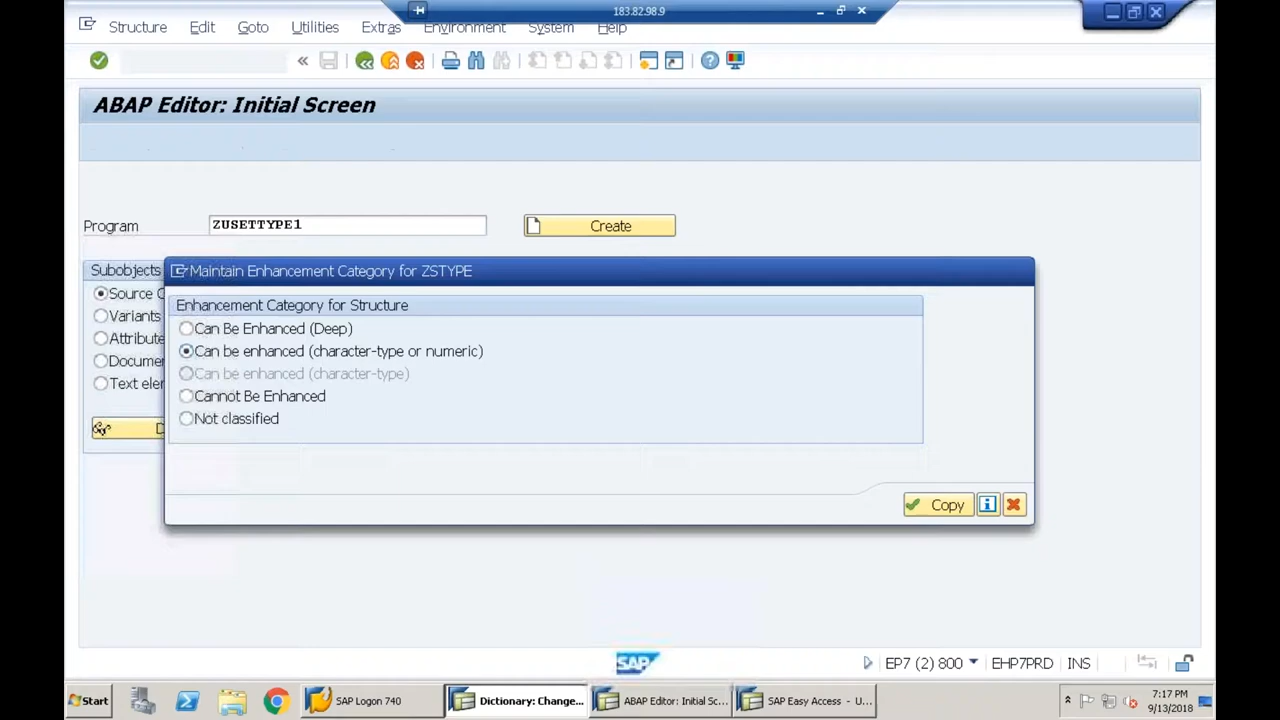 183.82.98.9
Structure Edit Goto Utilities Extras Environment System Help
ABAP Editor: Initial Screen
Program ZUSETTYPE1 Create
Subobjects
Source C
Variants
Attribute
Documer
Text eler
D
Maintain Enhancement Category for ZSTYPE
Enhancement Category for Structure
Can Be Enhanced (Deep)
Can be enhanced (character-type or numeric)
Can be enhanced (character-type)
Cannot Be Enhanced
Not classified
Copy
SAP
EP7 (2) 800 EHP7PRD INS
Start SAP Logon 740 Dictionary: Change... ABAP Editor: Initial Sc... SAP Easy Access - U...
7:17 PM
9/13/2018